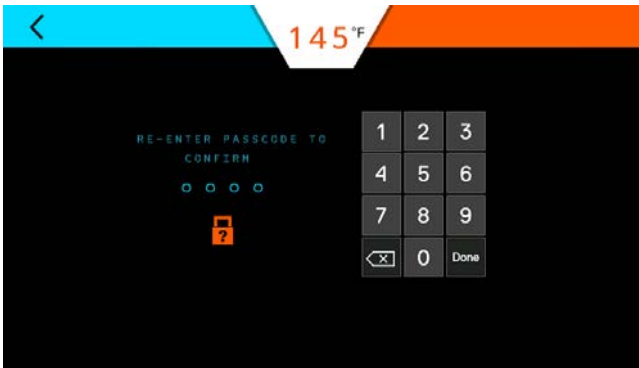 145°F
RE-ENTER PASSCODE TO
CONFIRM
1 2 3
4 5 6
7 8 9
0 Done
?